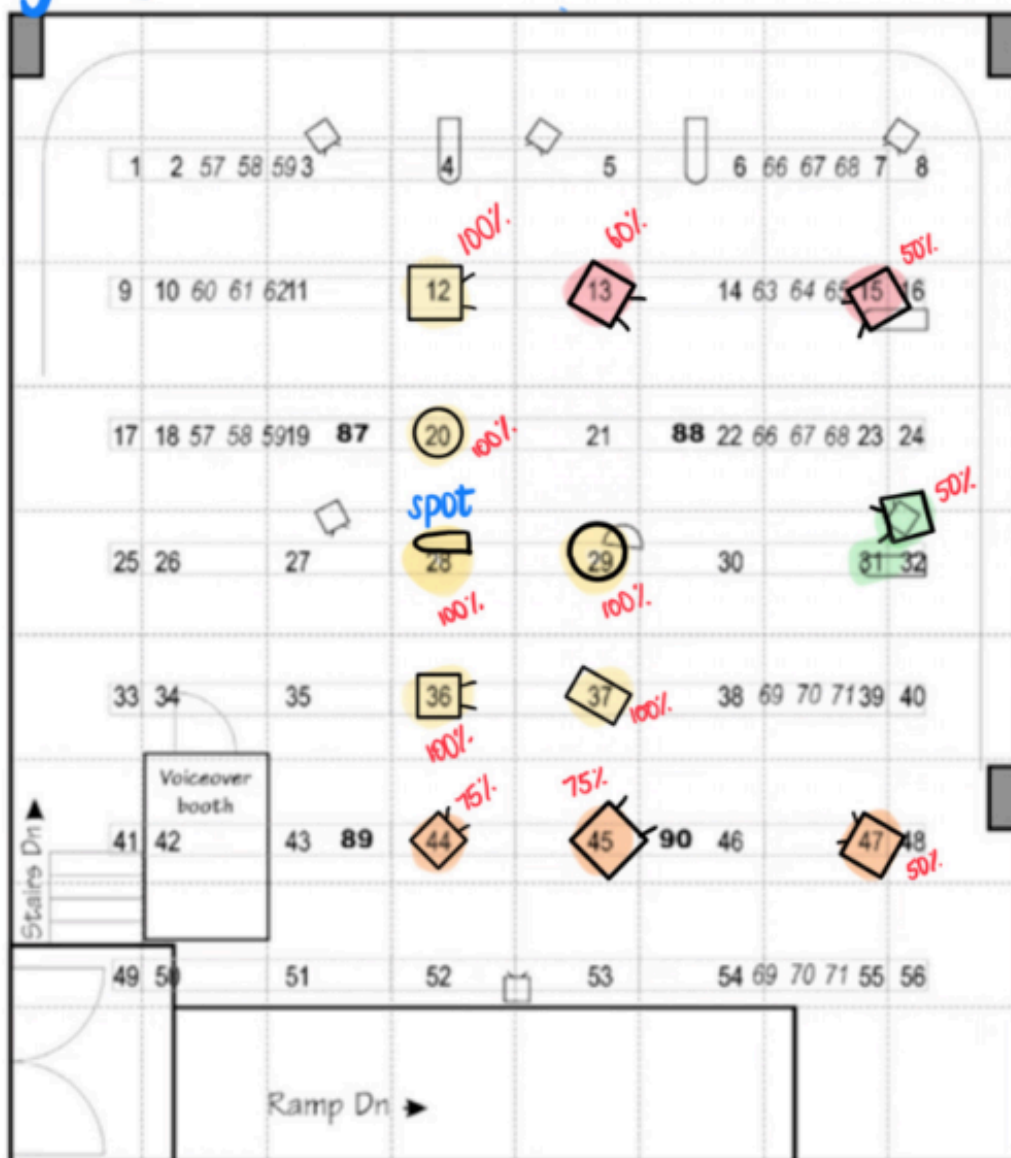 1 2 57 58 59 3 4 5 6 66 67 68 7 8
100% 60% 50%
9 10 60 61 62 11 12 13 14 63 64 65 15 16
17 18 57 58 59 19 87 20 21 88 22 66 67 68 23 24
100%
spot 50%
25 26 27 28 29 30 31 32
100% 100%
33 34 35 36 37 38 69 70 71 39 40
100% 100%
Voiceover
booth
75% 75%
41 42 43 89 44 45 90 46 47 48
50%
Stairs Dn
49 50 51 52 53 54 69 70 71 55 56
Ramp Dn